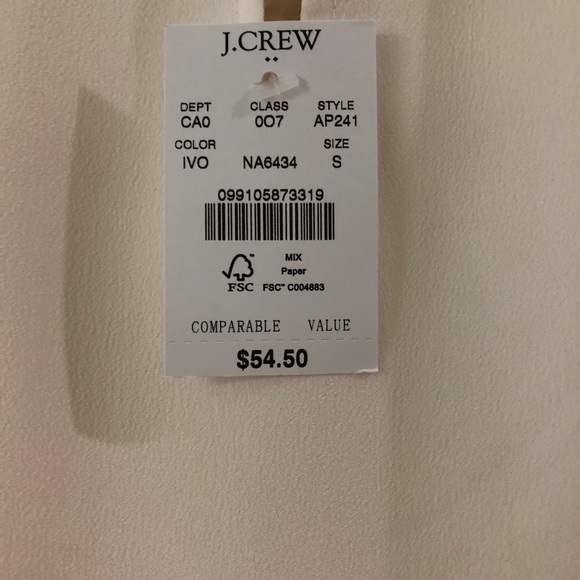 J.CREW
DEPT CLASS STYLE
CA0 0O7 AP241
COLOR SIZE
IVO NA6434 S
099105873319
MIX
Paper
FSC™ FSC™ C004883
COMPARABLE VALUE
$54.50